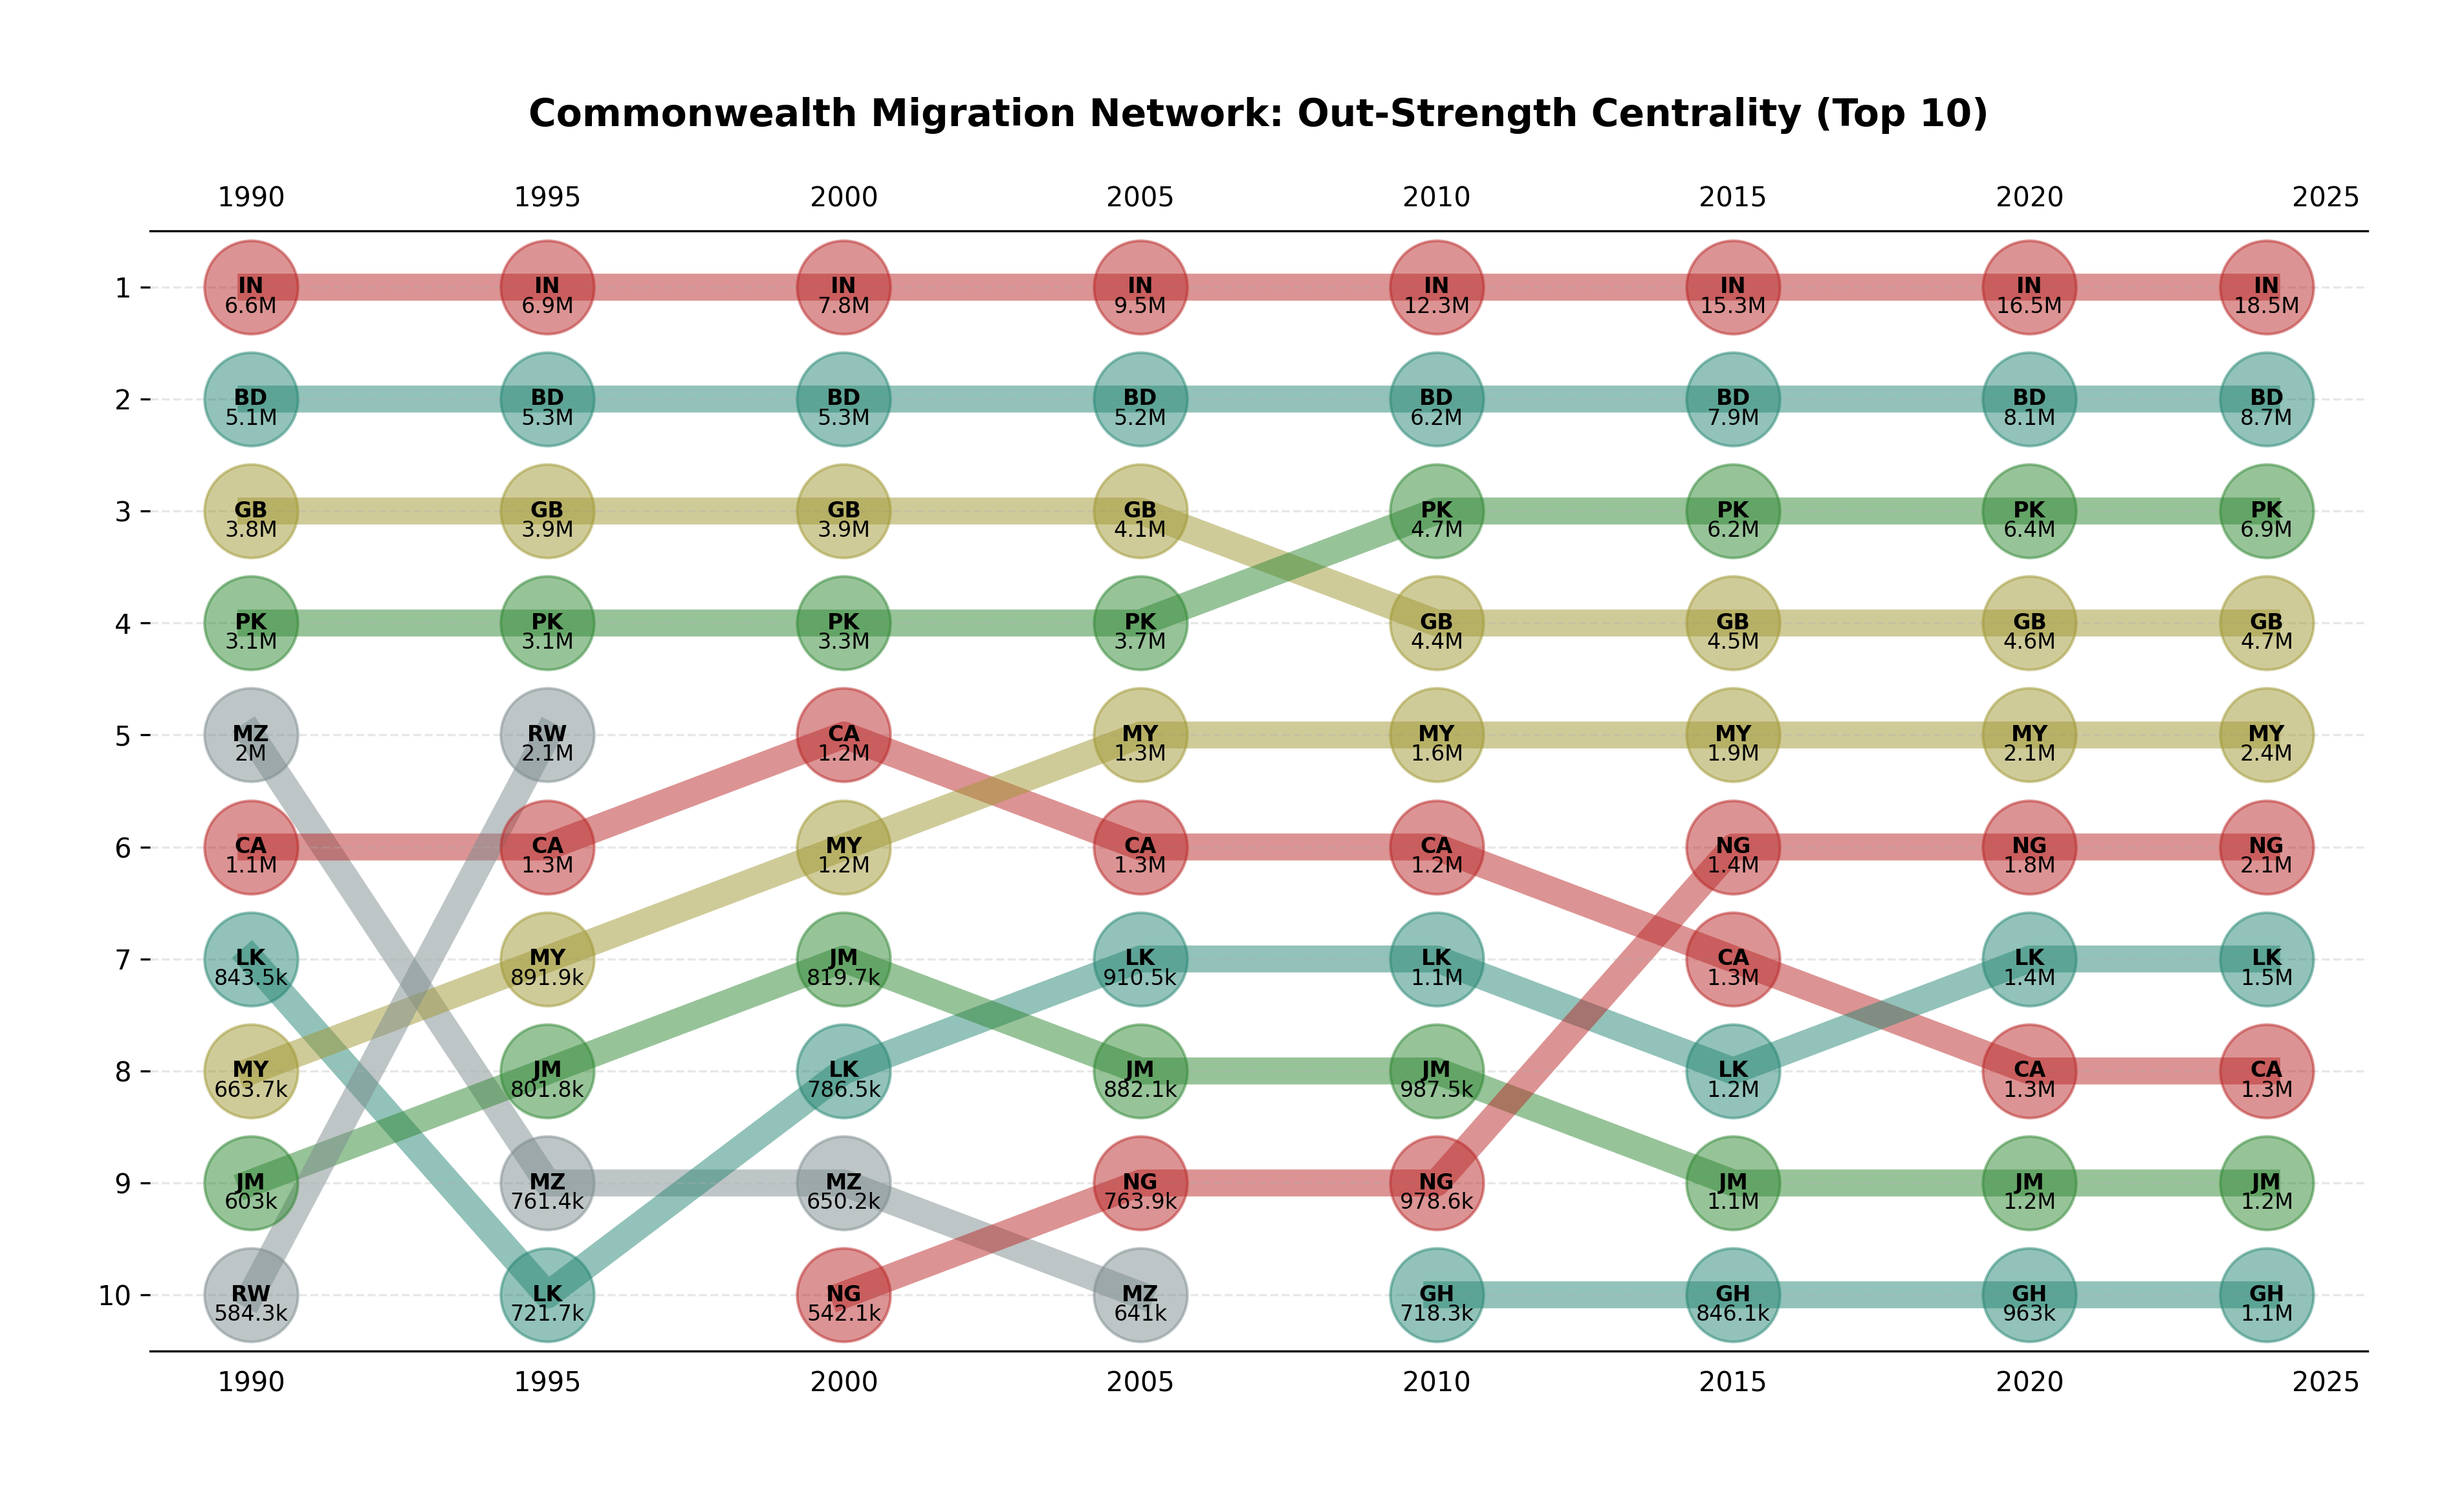 Commonwealth Migration Network: Out-Strength Centrality (Top 10)
1990 1995 2000 2005 2010 2015 2020 2025
1 IN IN IN IN IN IN IN IN
6.6M 6.9M 7.8M 9.5M 12.3M 15.3M 16.5M 18.5M
2 BD BD BD BD BD BD BD BD
5.1M 5.3M 5.3M 5.2M 6.2M 7.9M 8.1M 8.7M
3 GB GB GB GB PK PK PK PK
3.8M 3.9M 3.9M 4.1M 4.7M 6.2M 6.4M 6.9M
4 PK PK PK PK GB GB GB GB
3.1M 3.1M 3.3M 3.7M 4.4M 4.5M 4.6M 4.7M
5 MZ RW CA MY MY MY MY MY
2M 2.1M 1.2M 1.3M 1.6M 1.9M 2.1M 2.4M
6 CA CA MY CA CA NG NG NG
1.1M 1.3M 1.2M 1.3M 1.2M 1.4M 1.8M 2.1M
7 LK MY JM LK LK CA LK LK
843.5k 891.9k 819.7k 910.5k 1.1M 1.3M 1.4M 1.5M
8 MY JM LK JM JM LK CA CA
663.7k 801.8k 786.5k 882.1k 987.5k 1.2M 1.3M 1.3M
9 JM MZ MZ NG NG JM JM JM
603k 761.4k 650.2k 763.9k 978.6k 1.1M 1.2M 1.2M
10 RW LK NG MZ GH GH GH GH
584.3k 721.7k 542.1k 641k 718.3k 846.1k 963k 1.1M
1990 1995 2000 2005 2010 2015 2020 2025